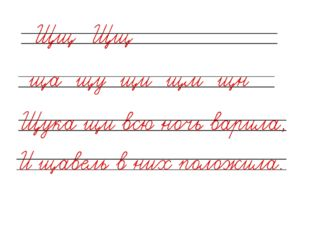 Щщ Щщ
ща щу щи щм щн
Щука щи всю ночь варила,
И щавель в них положила.